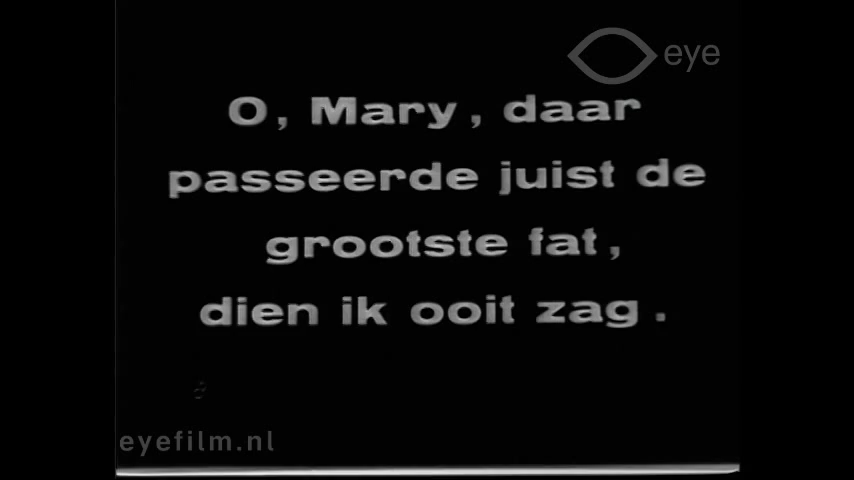 eye
O, Mary, daar
passeerde juist de
grootste fat,
dien ik ooit zag.
eyefilm.nl